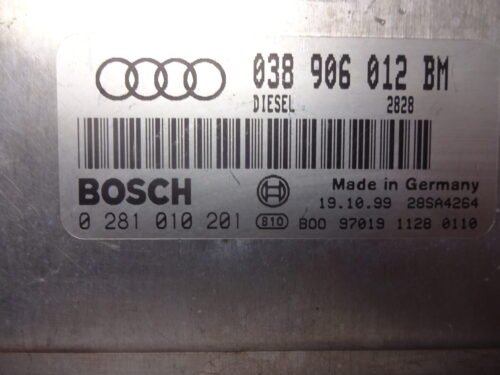 038 906 012 BM
DIESEL 2828
BOSCH Made in Germany
19.10.99 28SA4264
0 281 010 201 810 B00 97019 1128 0110